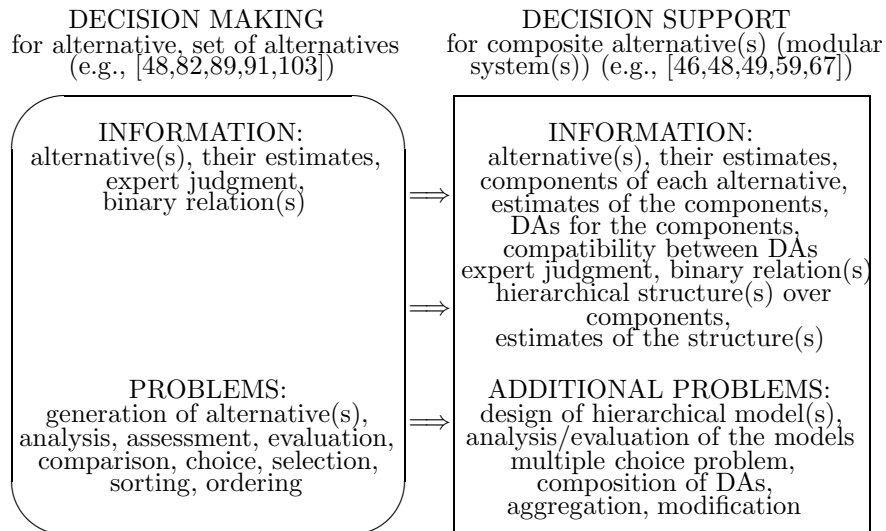 DECISION MAKING
for alternative, set of alternatives
(e.g., [48,82,89,91,103])
INFORMATION:
alternative(s), their estimates,
expert judgment,
binary relation(s)
PROBLEMS:
generation of alternative(s),
analysis, assessment, evaluation,
comparison, choice, selection,
sorting, ordering
DECISION SUPPORT
for composite alternative(s) (modular
system(s)) (e.g., [46,48,49,59,67])
INFORMATION:
alternative(s), their estimates,
components of each alternative,
estimates of the components,
DAs for the components,
compatibility between DAs
expert judgment, binary relation(s)
hierarchical structure(s) over
components,
estimates of the structure(s)
ADDITIONAL PROBLEMS:
design of hierarchical model(s),
analysis/evaluation of the models
multiple choice problem,
composition of DAs,
aggregation, modification